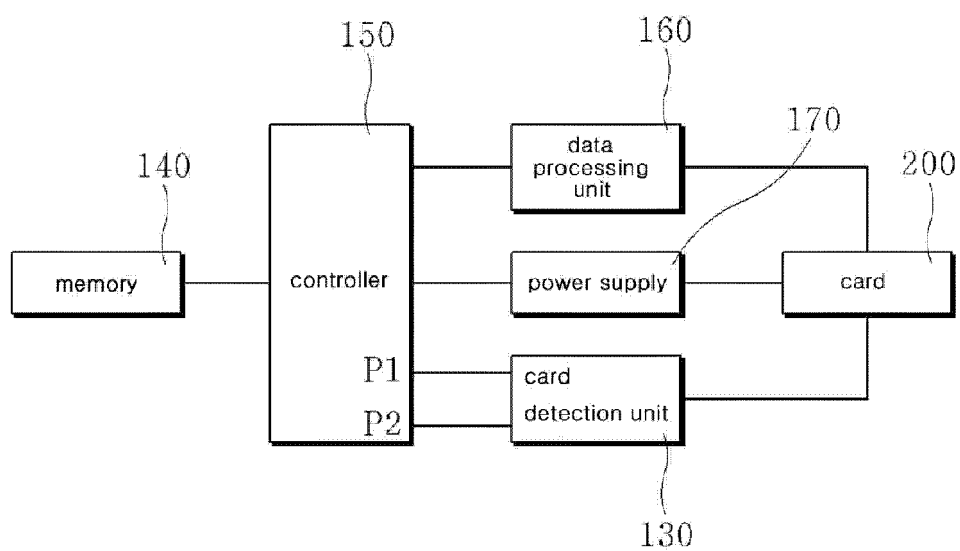 150
160
170
data
processing
unit
140
200
memory
controller
power supply
card
P1
card
P2
detection unit
130